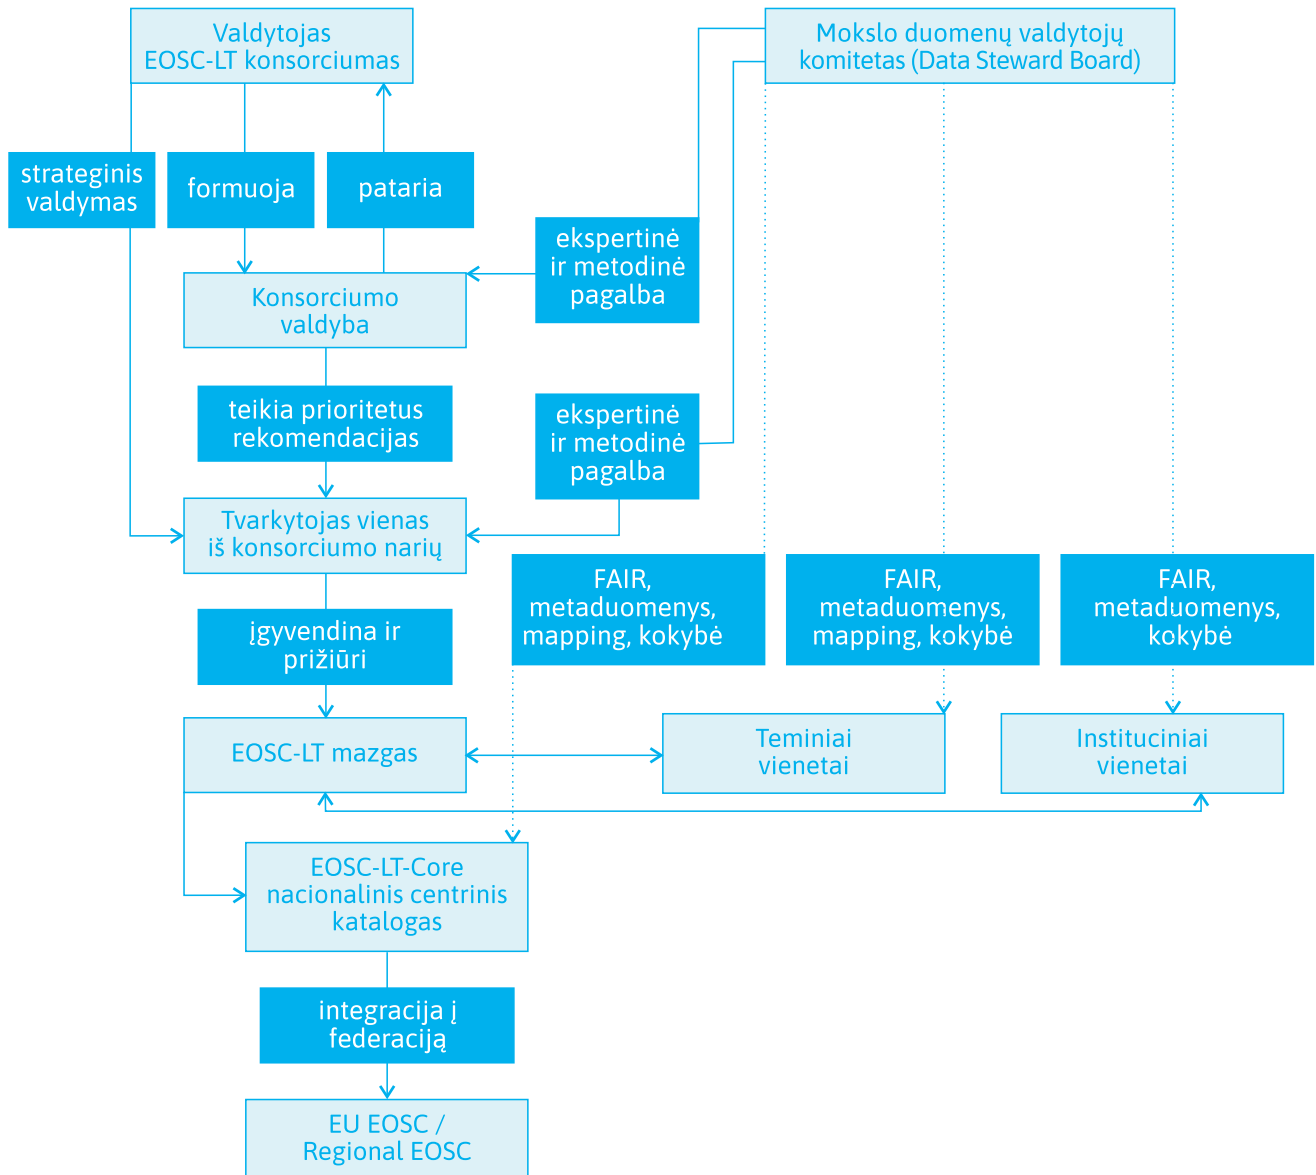 Valdytojas
EOSC-LT konsorciumas
Mokslo duomenų valdytojų
komitetas (Data Steward Board)
strateginis
valdymas
formuoja
pataria
ekspertinė
ir metodinė
pagalba
Konsorciumo
valdyba
teikia prioritetus
rekomendacijas
ekspertinė
ir metodinė
pagalba
Tvarkytojas vienas
iš konsorciumo narių
FAIR,
metaduomenys,
mapping, kokybė
FAIR,
metaduomenys,
mapping, kokybė
FAIR,
metaduomenys,
kokybė
įgyvendina ir
prižiūri
EOSC-LT mazgas
Teminiai
vienetai
Instituciniai
vienetai
EOSC-LT-Core
nacionalinis centrinis
katalogas
integracija į
federaciją
EU EOSC /
Regional EOSC